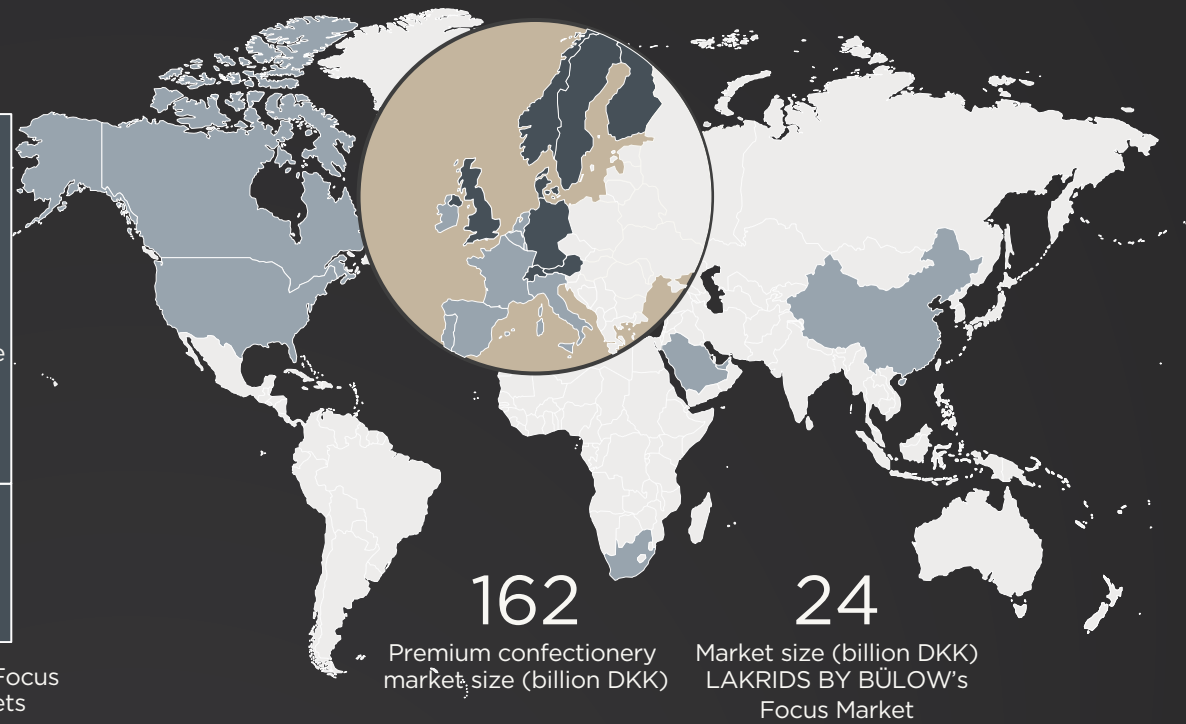 e
162
Premium confectionery
market size (billion DKK)
24
Market size (billion DKK)
LAKRIDS BY BÜLOW’s
Focus Market
Focus
ets